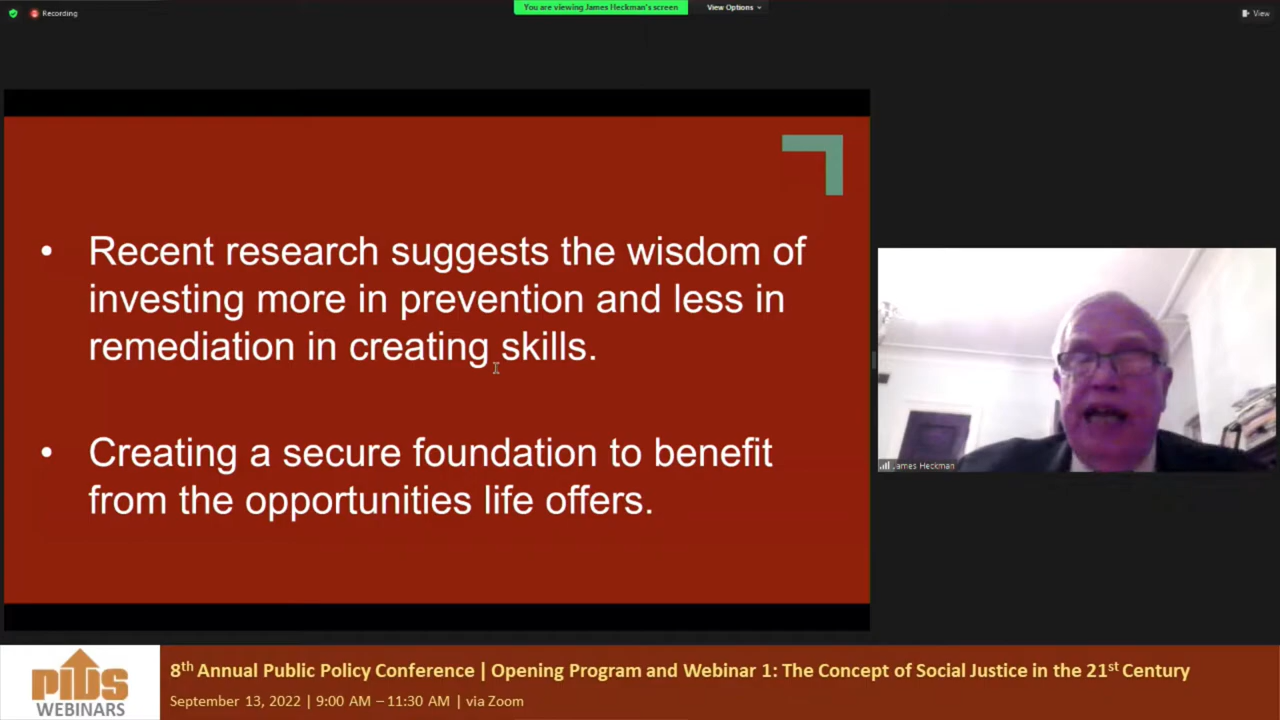 Recording
You are viewing James Heckman's screen
View Options
View
• Recent research suggests the wisdom of
investing more in prevention and less in
remediation in creating skills.
• Creating a secure foundation to benefit
from the opportunities life offers.
James Heckman
PIDS
WEBINARS
8th Annual Public Policy Conference | Opening Program and Webinar 1: The Concept of Social Justice in the 21st Century
September 13, 2022 | 9:00 AM – 11:30 AM | via Zoom